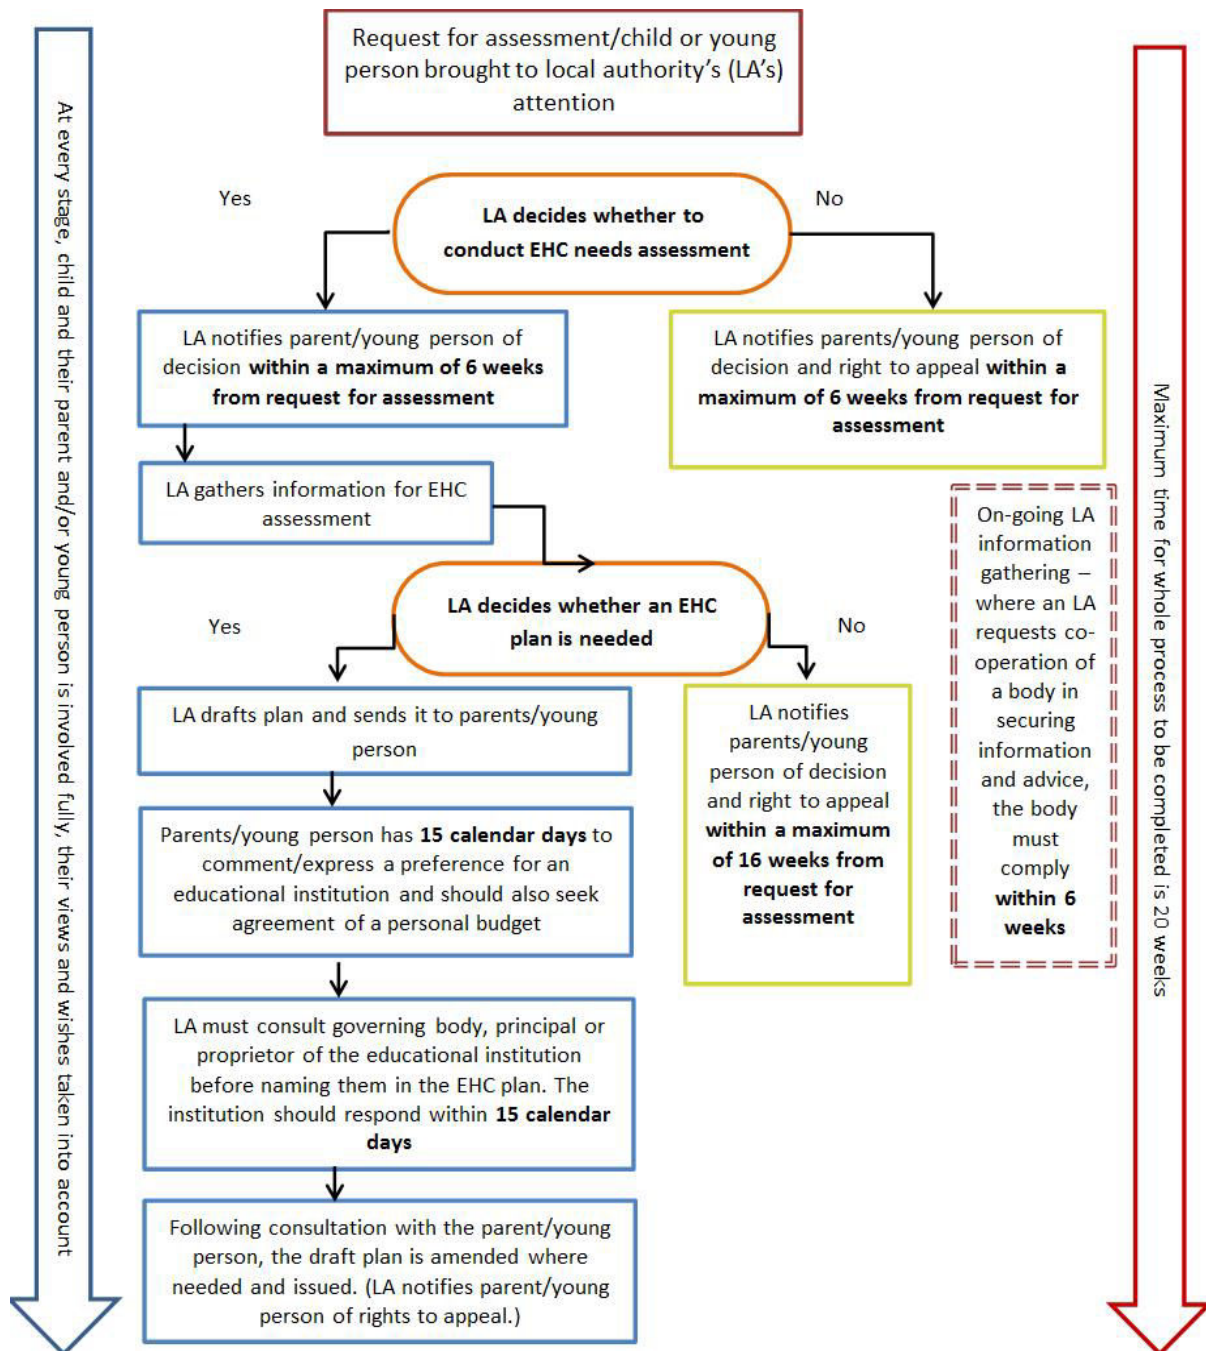 Request for assessment/child or young
person brought to local authority's (LA's)
attention
At every stage, child and their parent and/or young person is involved fully, their views and wishes taken into account
Maximum time for whole process to be completed is 20 weeks
Yes
LA decides whether to
conduct EHC needs assessment
No
LA notifies parent/young person of
decision within a maximum of 6 weeks
from request for assessment
LA notifies parents/young person of
decision and right to appeal within a
maximum of 6 weeks from request for
assessment
LA gathers information for EHC
assessment
On-going LA
information
gathering –
where an LA
requests co-
operation of
a body in
securing
information
and advice,
the body
must
comply
within 6
weeks
Yes
LA decides whether an EHC
plan is needed
No
LA drafts plan and sends it to parents/young
person
LA notifies
parents/young
person of decision
and right to appeal
within a maximum
of 16 weeks from
request for
assessment
Parents/young person has 15 calendar days to
comment/express a preference for an
educational institution and should also seek
agreement of a personal budget
LA must consult governing body, principal or
proprietor of the educational institution
before naming them in the EHC plan. The
institution should respond within 15 calendar
days
Following consultation with the parent/young
person, the draft plan is amended where
needed and issued. (LA notifies parent/young
person of rights to appeal.)